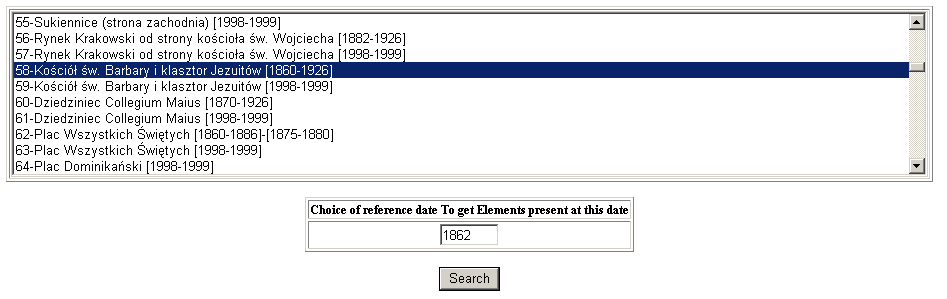 55-Sukiennice (strona zachodnia) [1998-1999]
56-Rynek Krakowski od strony kościoła św. Wojciecha [1882-1926]
57-Rynek Krakowski od strony kościoła św. Wojciecha [1998-1999]
58-Kościół św. Barbary i klasztor Jezuitów [1860-1926]
59-Kościół św. Barbary i klasztor Jezuitów [1998-1999]
60-Dziedziniec Collegium Maius [1870-1926]
61-Dziedziniec Collegium Maius [1998-1999]
62-Plac Wszystkich Świętych [1860-1886]-[1875-1880]
63-Plac Wszystkich Świętych [1998-1999]
64-Plac Dominikański [1998-1999]
Choice of reference date To get Elements present at this date
1862
Search